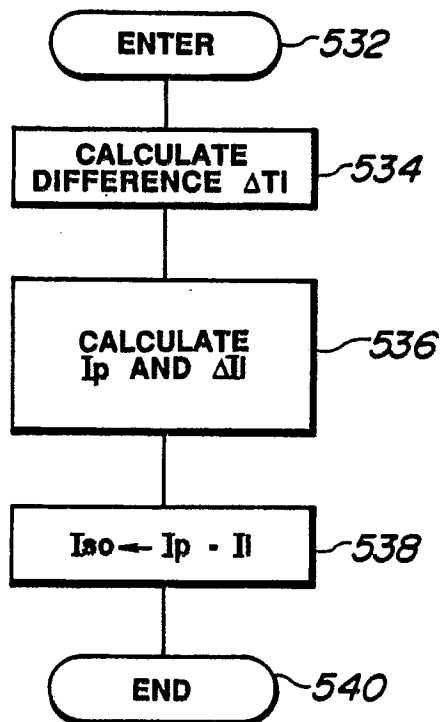 ENTER
532
CALCULATE
DIFFERENCE ΔTI
534
CALCULATE
Ip AND ΔII
536
Iso ← Ip - II
538
END
540